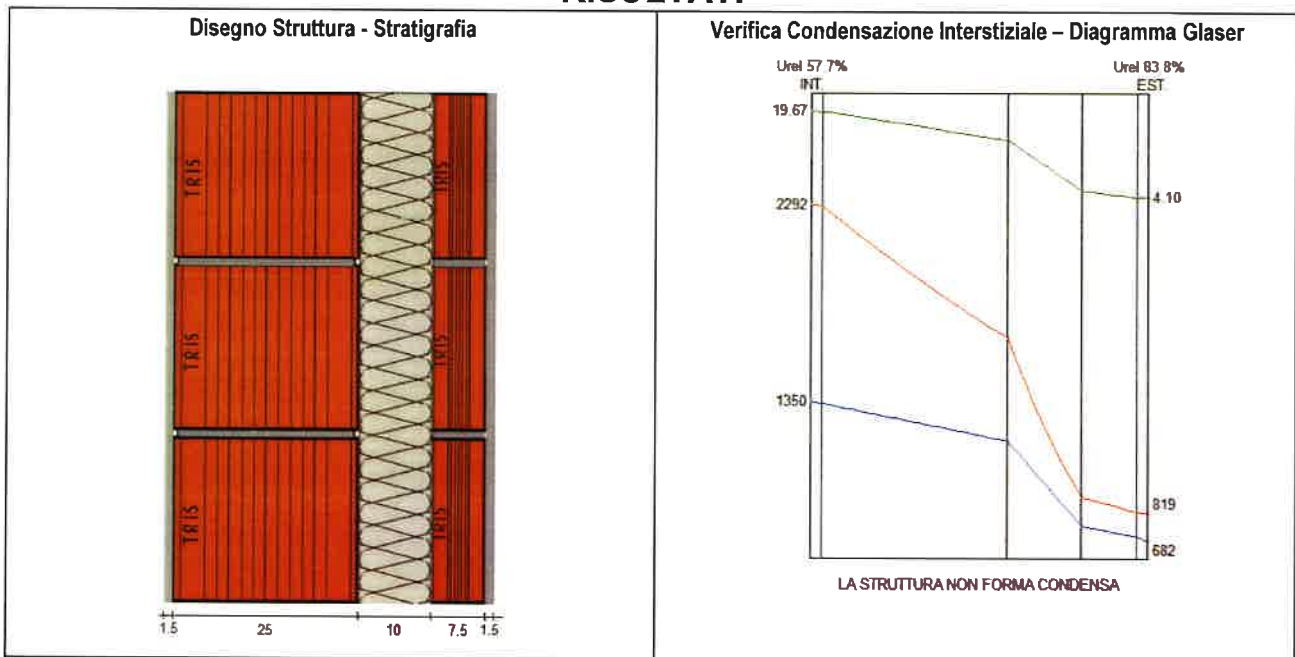 Disegno Struttura - Stratigrafia
TRIS
TRIS
TRIS
TRIS
TRIS
TRIS
1.5
25
10
7.5
1.5
Verifica Condensazione Interstiziale – Diagramma Glaser
Urel 57.7%
Urel 83.8%
INT.
EST.
19.67
2292
1350
4.10
819
682
LA STRUTTURA NON FORMA CONDENSA